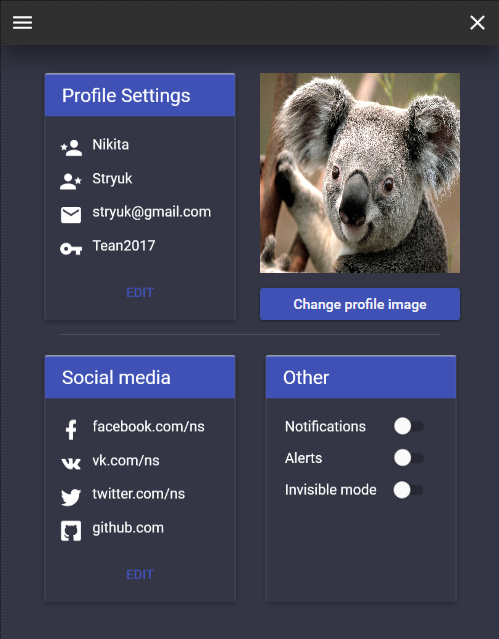 Profile Settings
Nikita
Stryuk
stryuk@gmail.com
Tean2017
EDIT
Change profile image
Social media
facebook.com/ns
vk.com/ns
twitter.com/ns
github.com
EDIT
Other
Notifications
Alerts
Invisible mode